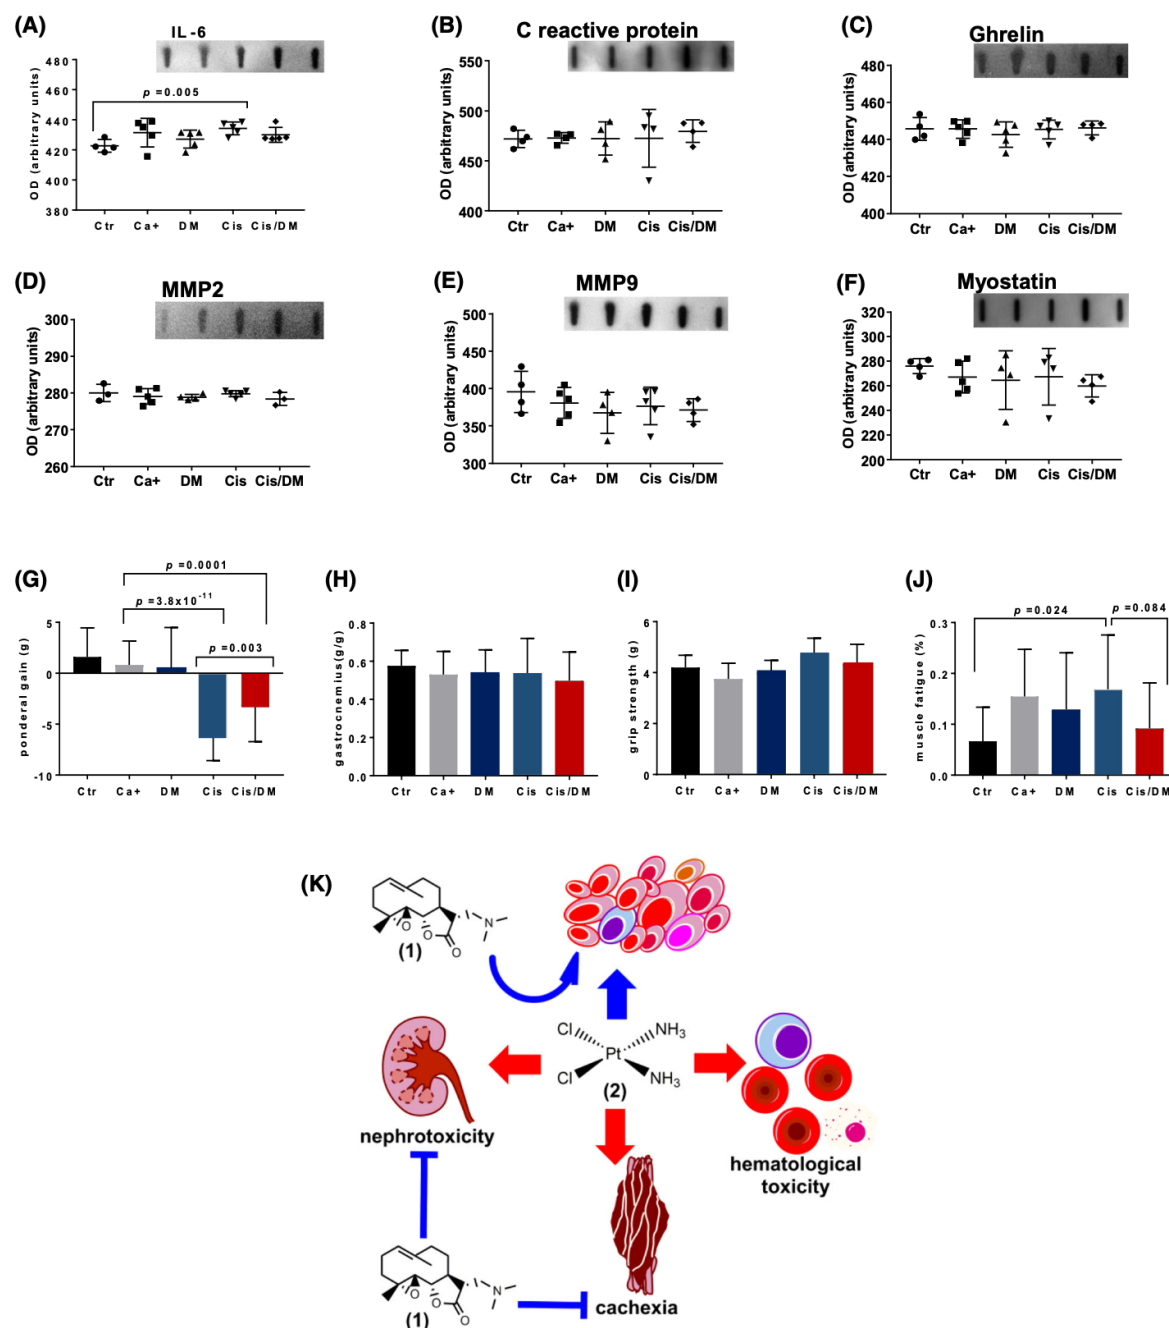 (A)
IL-6
OD (arbitrary units)
480
460
440
420
400
380
p =0.005
Ctr Ca+ DM Cis Cis/DM
(B)
C reactive protein
OD (arbitrary units)
550
500
450
400
Ctr Ca+ DM Cis Cis/DM
(C)
Ghrelin
OD (arbitrary units)
480
460
440
420
400
Ctr Ca+ DM Cis Cis/DM
(D)
MMP2
OD (arbitrary units)
300
290
280
270
260
Ctr Ca+ DM Cis Cis/DM
(E)
MMP9
OD (arbitrary units)
500
450
400
350
300
Ctr Ca+ DM Cis Cis/DM
(F)
Myostatin
OD (arbitrary units)
320
300
280
260
240
220
200
Ctr Ca+ DM Cis Cis/DM
(G)
p =0.0001
p =3.8x10-11
p =0.003
ponderal gain (g)
5
0
-5
-10
Ctr Ca+ DM Cis Cis/DM
(H)
gastrocnemius(g/g)
0.8
0.6
0.4
0.2
0.0
Ctr Ca+ DM Cis Cis/DM
(I)
grip strength (g)
6
4
2
0
Ctr Ca+ DM Cis Cis/DM
(J)
p =0.024
p =0.084
muscle fatigue (%)
0.3
0.2
0.1
0.0
Ctr Ca+ DM Cis Cis/DM
(K)
O
O
O
N
(1)
Cl
NH3
Pt
Cl
NH3
(2)
nephrotoxicity
hematological
toxicity
O
O
O
N
(1)
cachexia